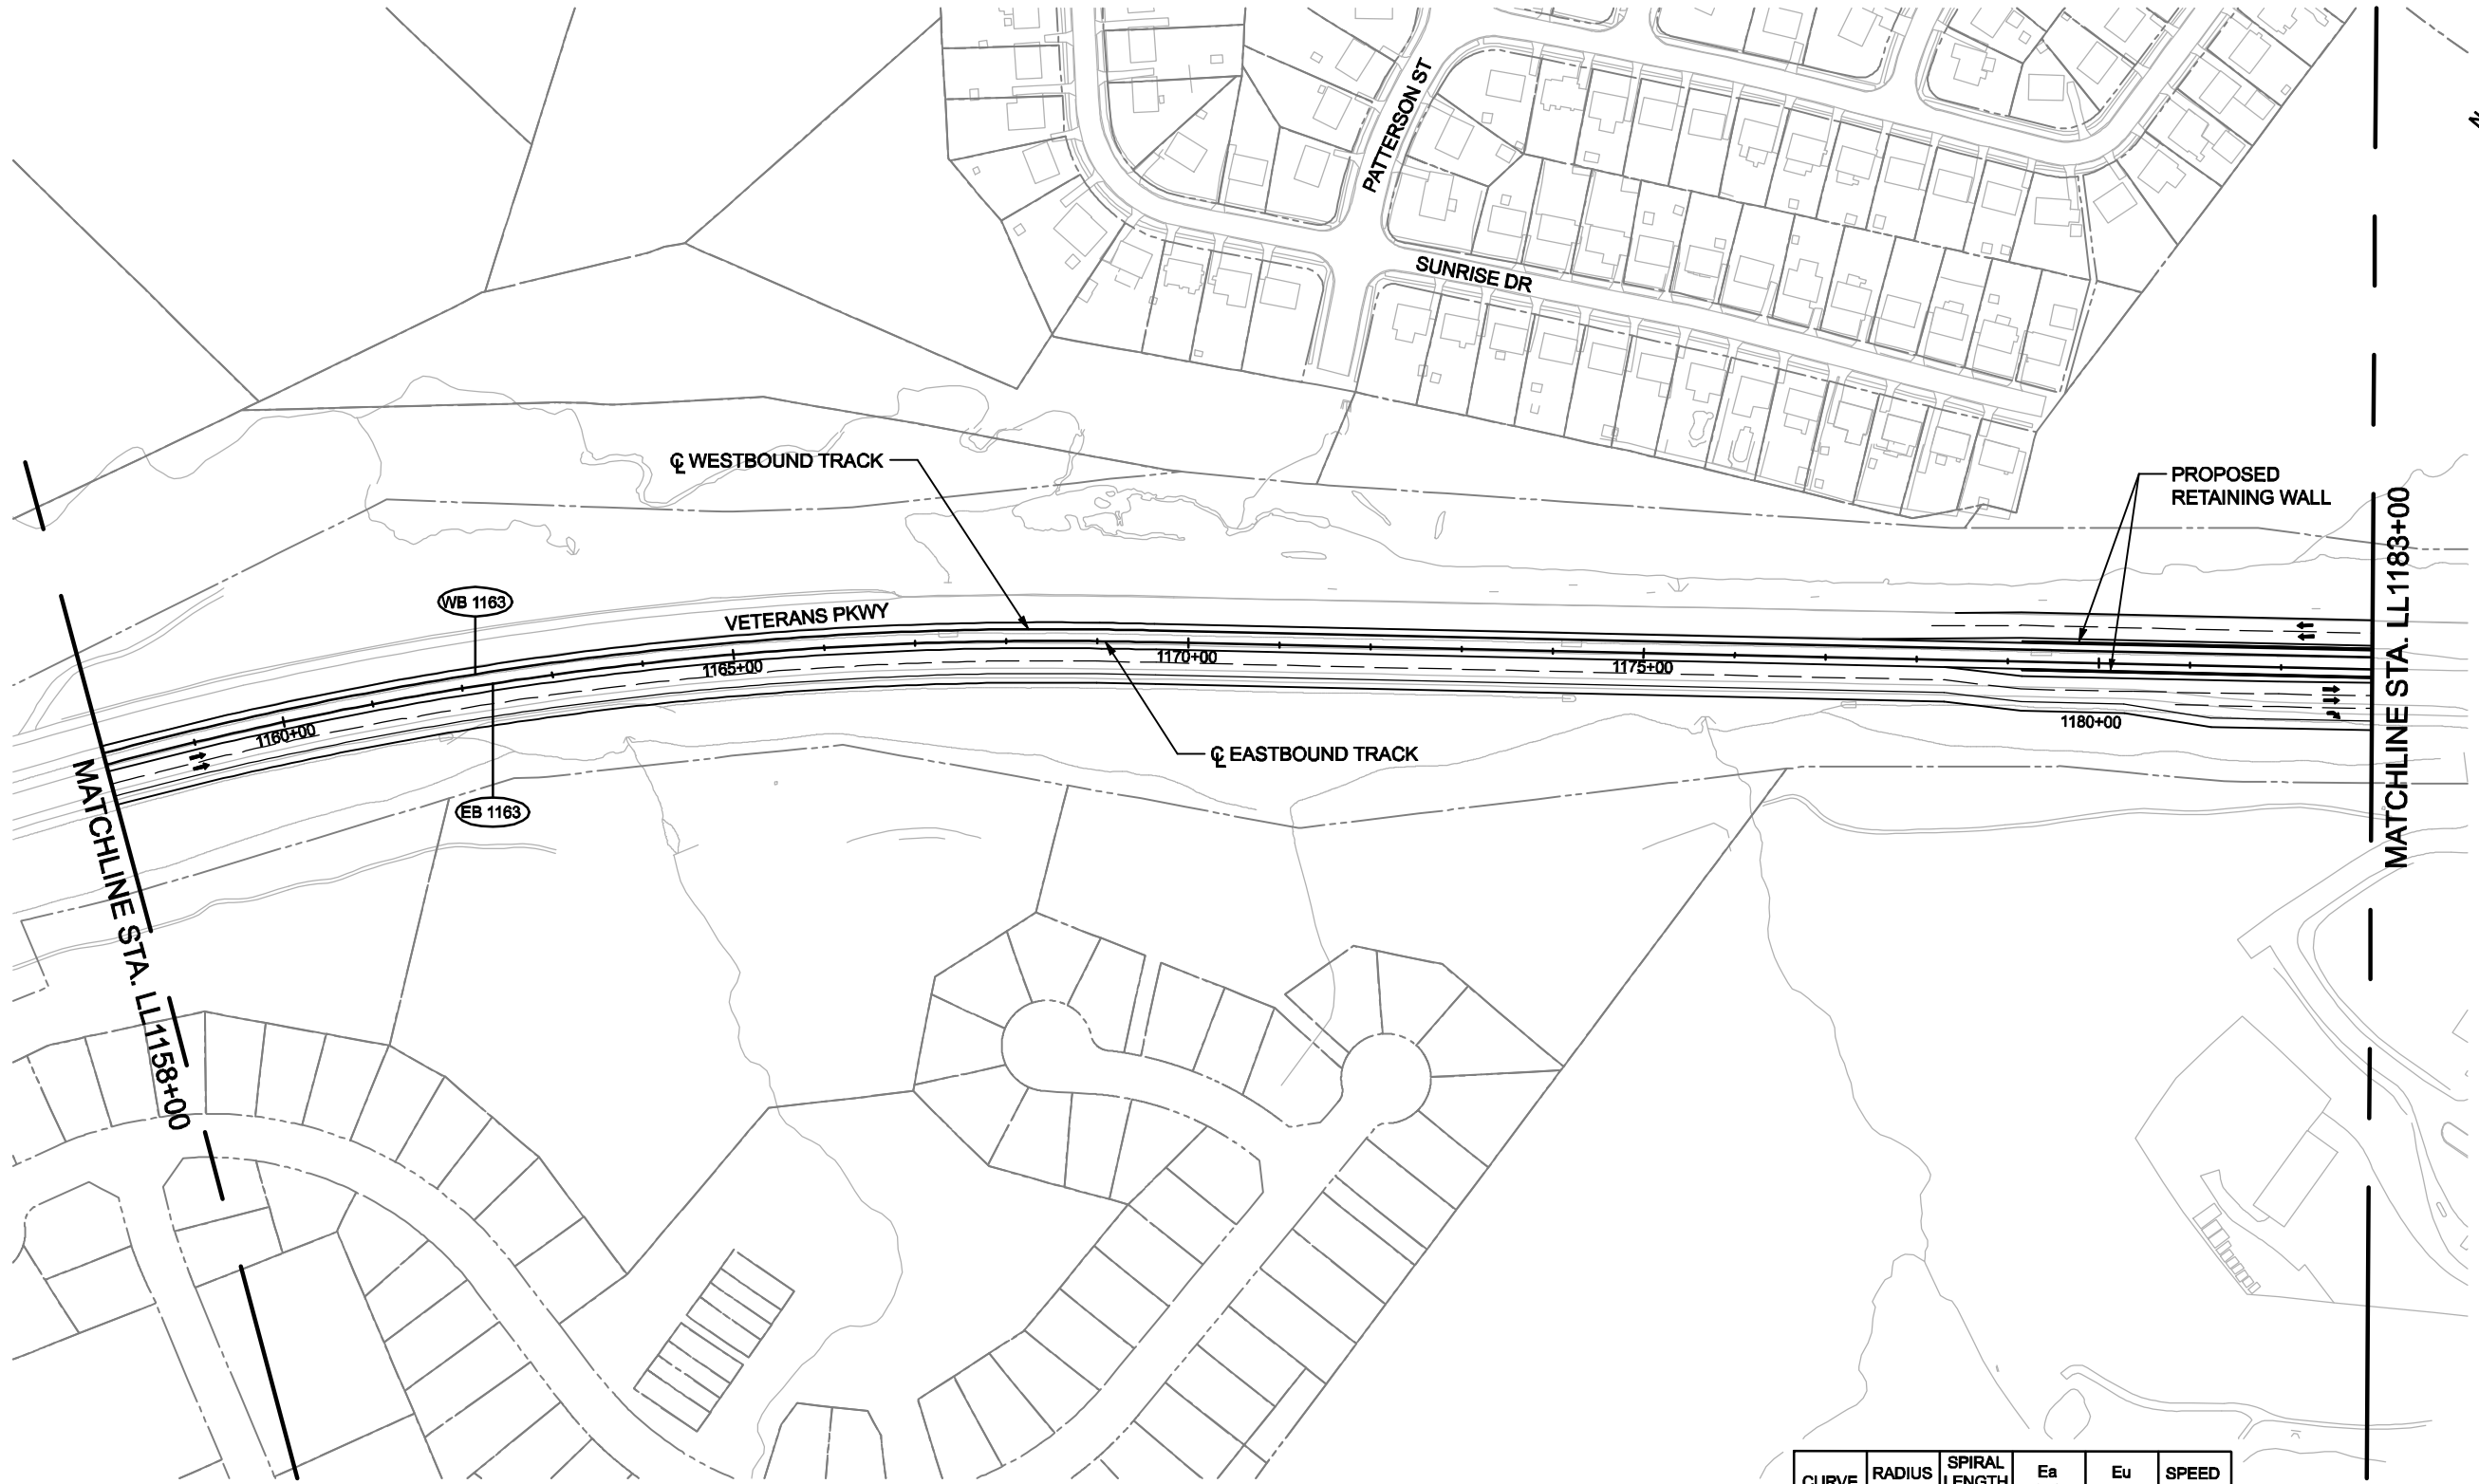 PATTERSON ST
SUNRISE DR
℄ WESTBOUND TRACK
PROPOSED
RETAINING WALL
MATCHLINE STA. LL1183+00
WB 1163
VETERANS PKWY
1165+00
1170+00
1175+00
1160+00
1180+00
℄ EASTBOUND TRACK
EB 1163
MATCHLINE STA. LL1158+00
CURVE RADIUS SPIRAL LENGTH Ea Eu SPEED